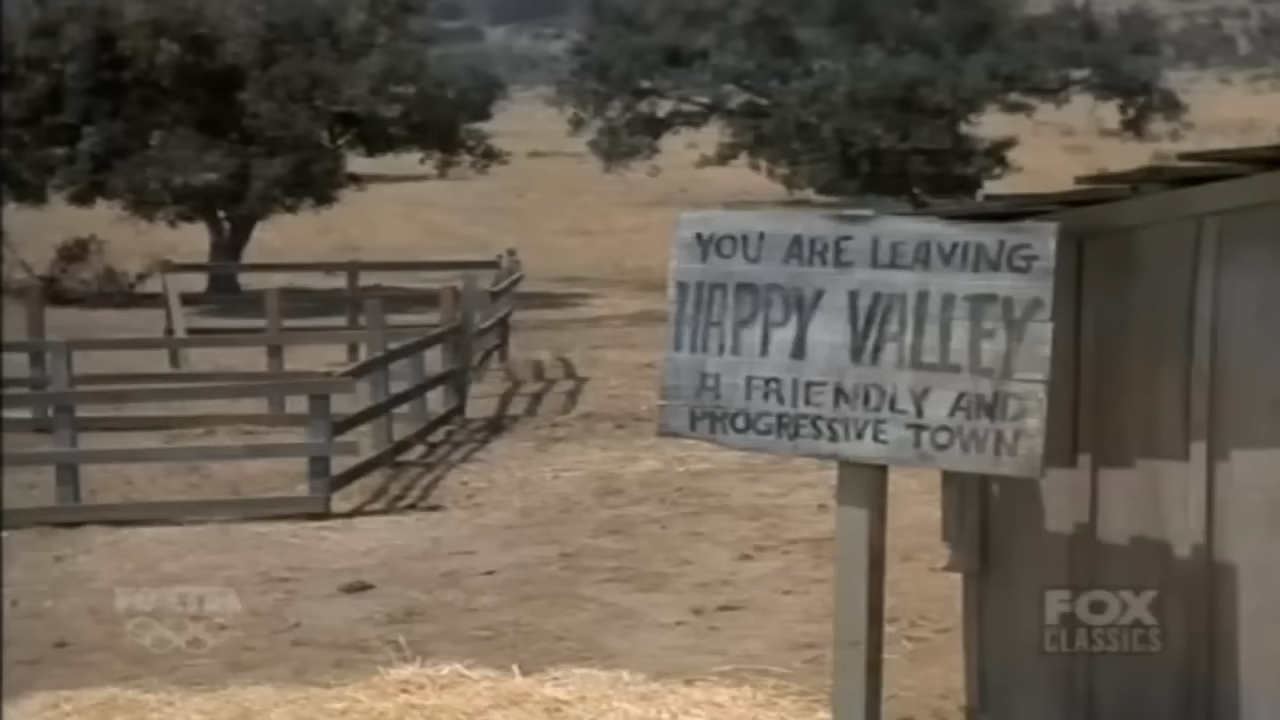 YOU ARE LEAVING
HAPPY VALLEY
A FRIENDLY AND
PROGRESSIVE TOWN
FOX
CLASSICS